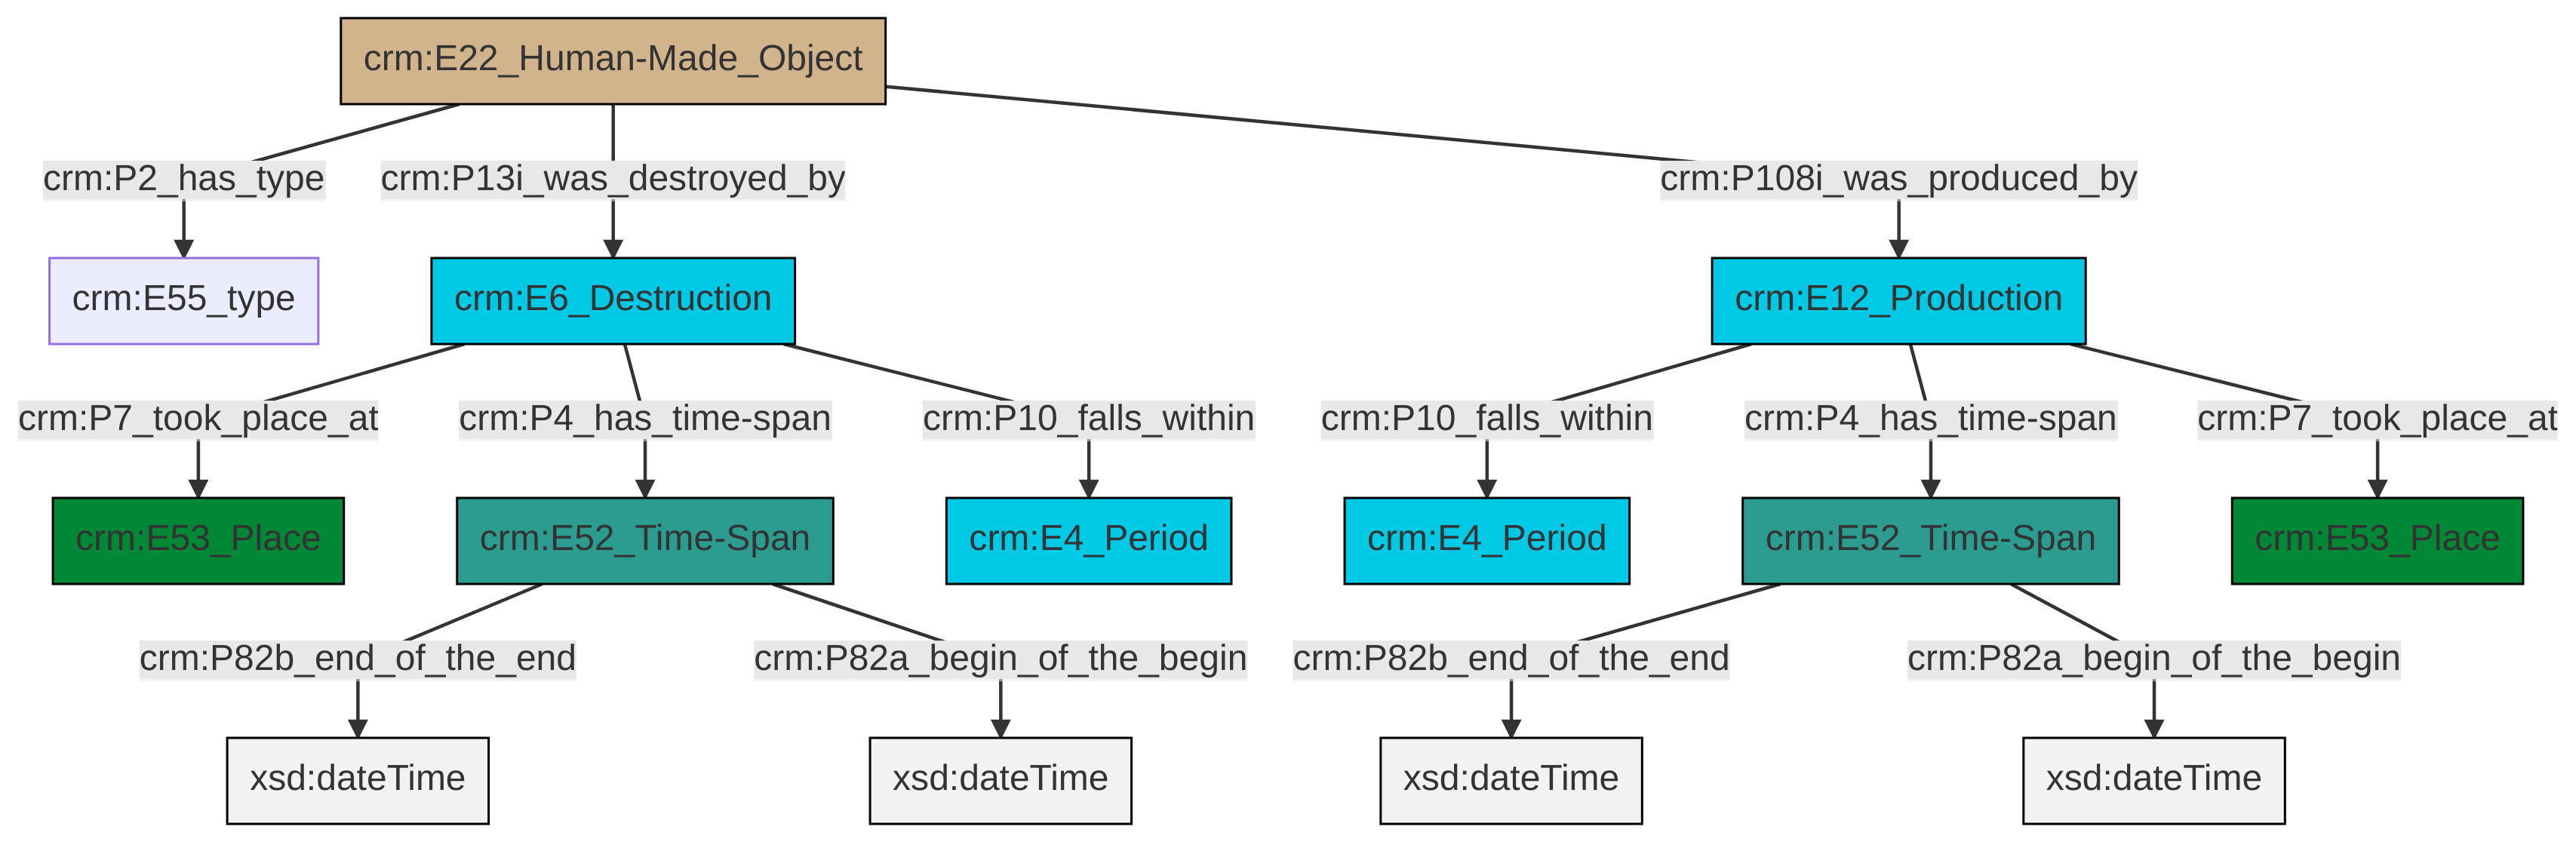 crm:E22_Human-Made_Object
crm:P2_has_type
crm:P13i_was_destroyed_by
crm:P108i_was_produced_by
crm:E55_type
crm:E6_Destruction
crm:E12_Production
crm:P7_took_place_at
crm:P4_has_time-span
crm:P10_falls_within
crm:P10_falls_within
crm:P4_has_time-span
crm:P7_took_place_at
crm:E53_Place
crm:E52_Time-Span
crm:E4_Period
crm:E4_Period
crm:E52_Time-Span
crm:E53_Place
crm:P82b_end_of_the_end
crm:P82a_begin_of_the_begin
crm:P82b_end_of_the_end
crm:P82a_begin_of_the_begin
xsd:dateTime
xsd:dateTime
xsd:dateTime
xsd:dateTime